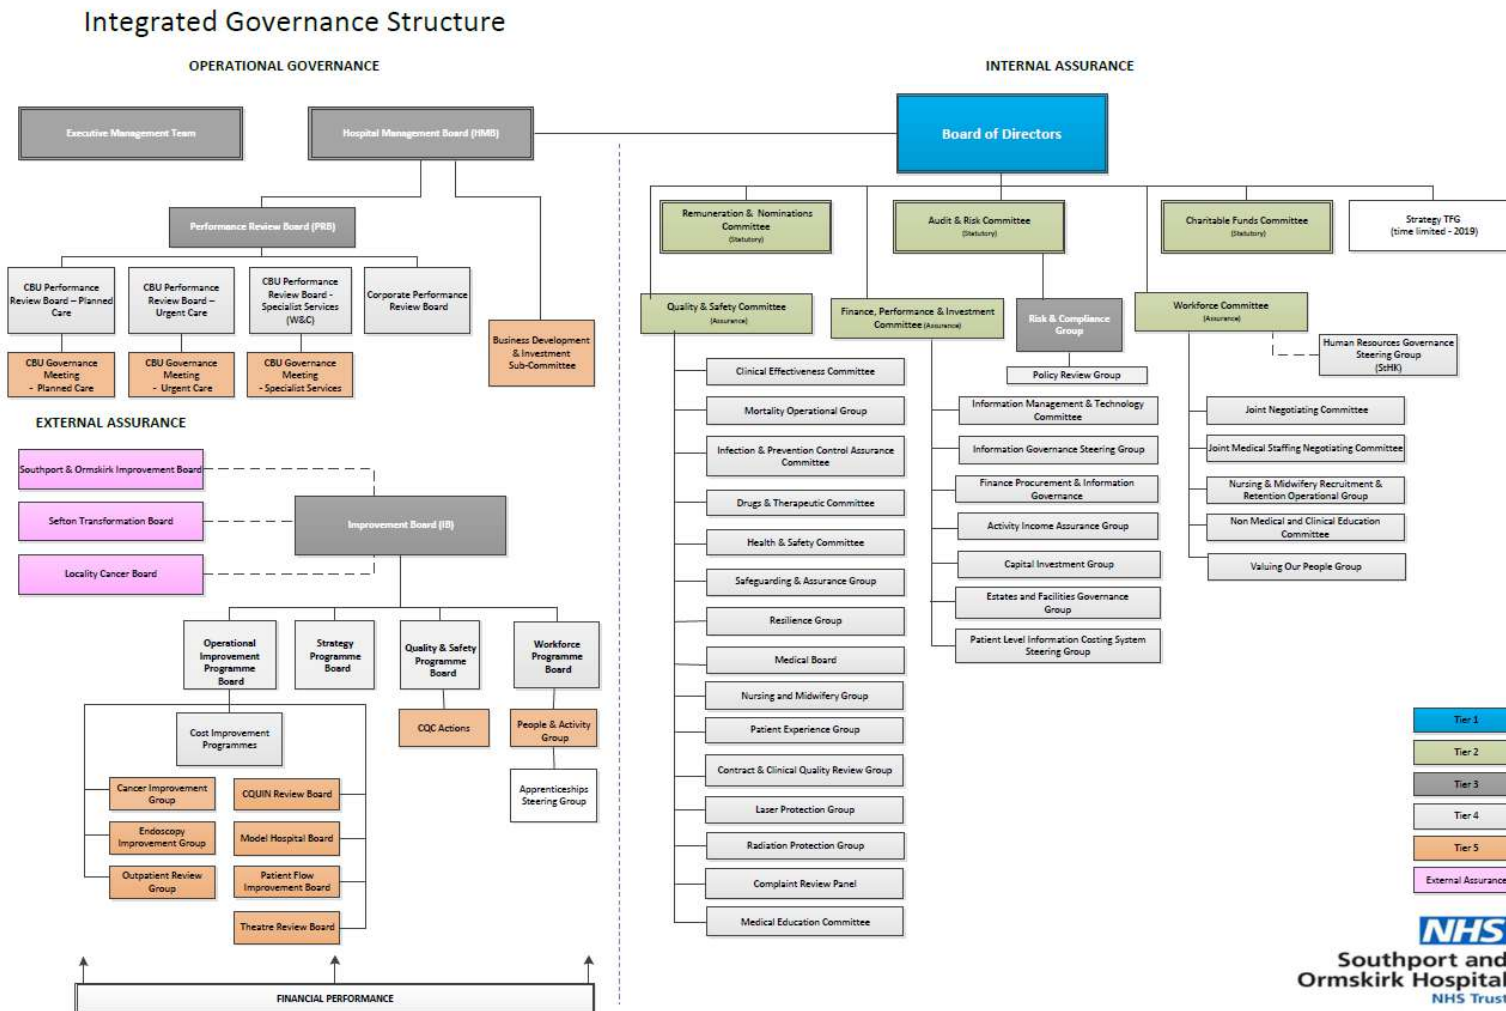 Integrated Governance Structure
OPERATIONAL GOVERNANCE
INTERNAL ASSURANCE
Executive Management Team
Hospital Management Board (HMB)
Board of Directors
Performance Review Board (PRB)
Remuneration & Nominations
Committee
(Statutory)
Audit & Risk Committee
(Statutory)
Charitable Funds Committee
(Statutory)
Strategy TFG
(time limited - 2019)
CBU Performance
Review Board – Planned
Care
CBU Performance
Review Board –
Urgent Care
CBU Performance
Review Board -
Specialist Services
(W&C)
Corporate Performance
Review Board
Business Development
& Investment
Sub-Committee
CBU Governance
Meeting
- Planned Care
CBU Governance
Meeting
- Urgent Care
CBU Governance
Meeting
- Specialist Services
Quality & Safety Committee
(Assurance)
Finance, Performance & Investment
Committee (Assurance)
Risk & Compliance
Group
Policy Review Group
Workforce Committee
(Assurance)
Human Resources Governance
Steering Group
(StHK)
Clinical Effectiveness Committee
Mortality Operational Group
Infection & Prevention Control Assurance
Committee
Drugs & Therapeutic Committee
Health & Safety Committee
Safeguarding & Assurance Group
Resilience Group
Medical Board
Nursing and Midwifery Group
Patient Experience Group
Contract & Clinical Quality Review Group
Laser Protection Group
Radiation Protection Group
Complaint Review Panel
Medical Education Committee
Information Management & Technology
Committee
Information Governance Steering Group
Finance Procurement & Information
Governance
Activity Income Assurance Group
Capital Investment Group
Estates and Facilities Governance
Group
Patient Level Information Costing System
Steering Group
Joint Negotiating Committee
Joint Medical Staffing Negotiating Committee
Nursing & Midwifery Recruitment &
Retention Operational Group
Non Medical and Clinical Education
Committee
Valuing Our People Group
EXTERNAL ASSURANCE
Southport & Ormskirk Improvement Board
Sefton Transformation Board
Locality Cancer Board
Improvement Board (IB)
Operational
Improvement
Programme
Board
Strategy
Programme
Board
Quality & Safety
Programme
Board
Workforce
Programme
Board
Cost Improvement
Programmes
CQC Actions
People & Activity
Group
Apprenticeships
Steering Group
Cancer Improvement
Group
Endoscopy
Improvement Group
Outpatient Review
Group
CQUIN Review Board
Model Hospital Board
Patient Flow
Improvement Board
Theatre Review Board
FINANCIAL PERFORMANCE
Tier 1
Tier 2
Tier 3
Tier 4
Tier 5
External Assurance
NHS
Southport and
Ormskirk Hospital
NHS Trust